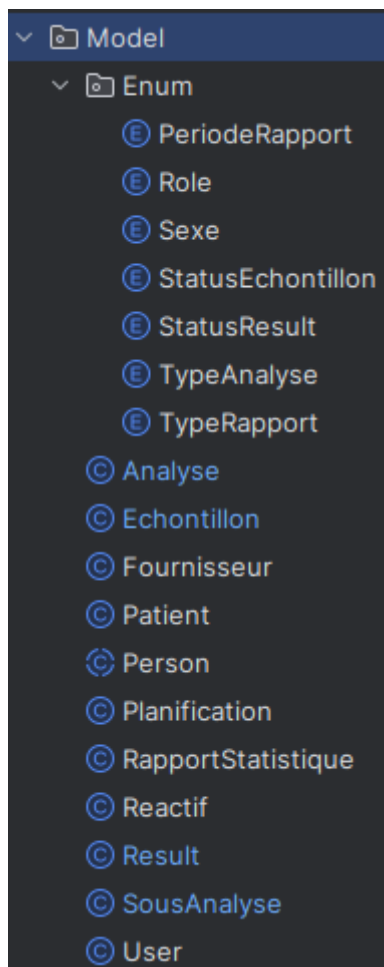 Model
Enum
E PeriodeRapport
E Role
E Sexe
E StatusEchontillon
E StatusResult
E TypeAnalyse
E TypeRapport
C Analyse
C Echontillon
C Fournisseur
C Patient
C Person
C Planification
C RapportStatistique
C Reactif
C Result
C SousAnalyse
C User